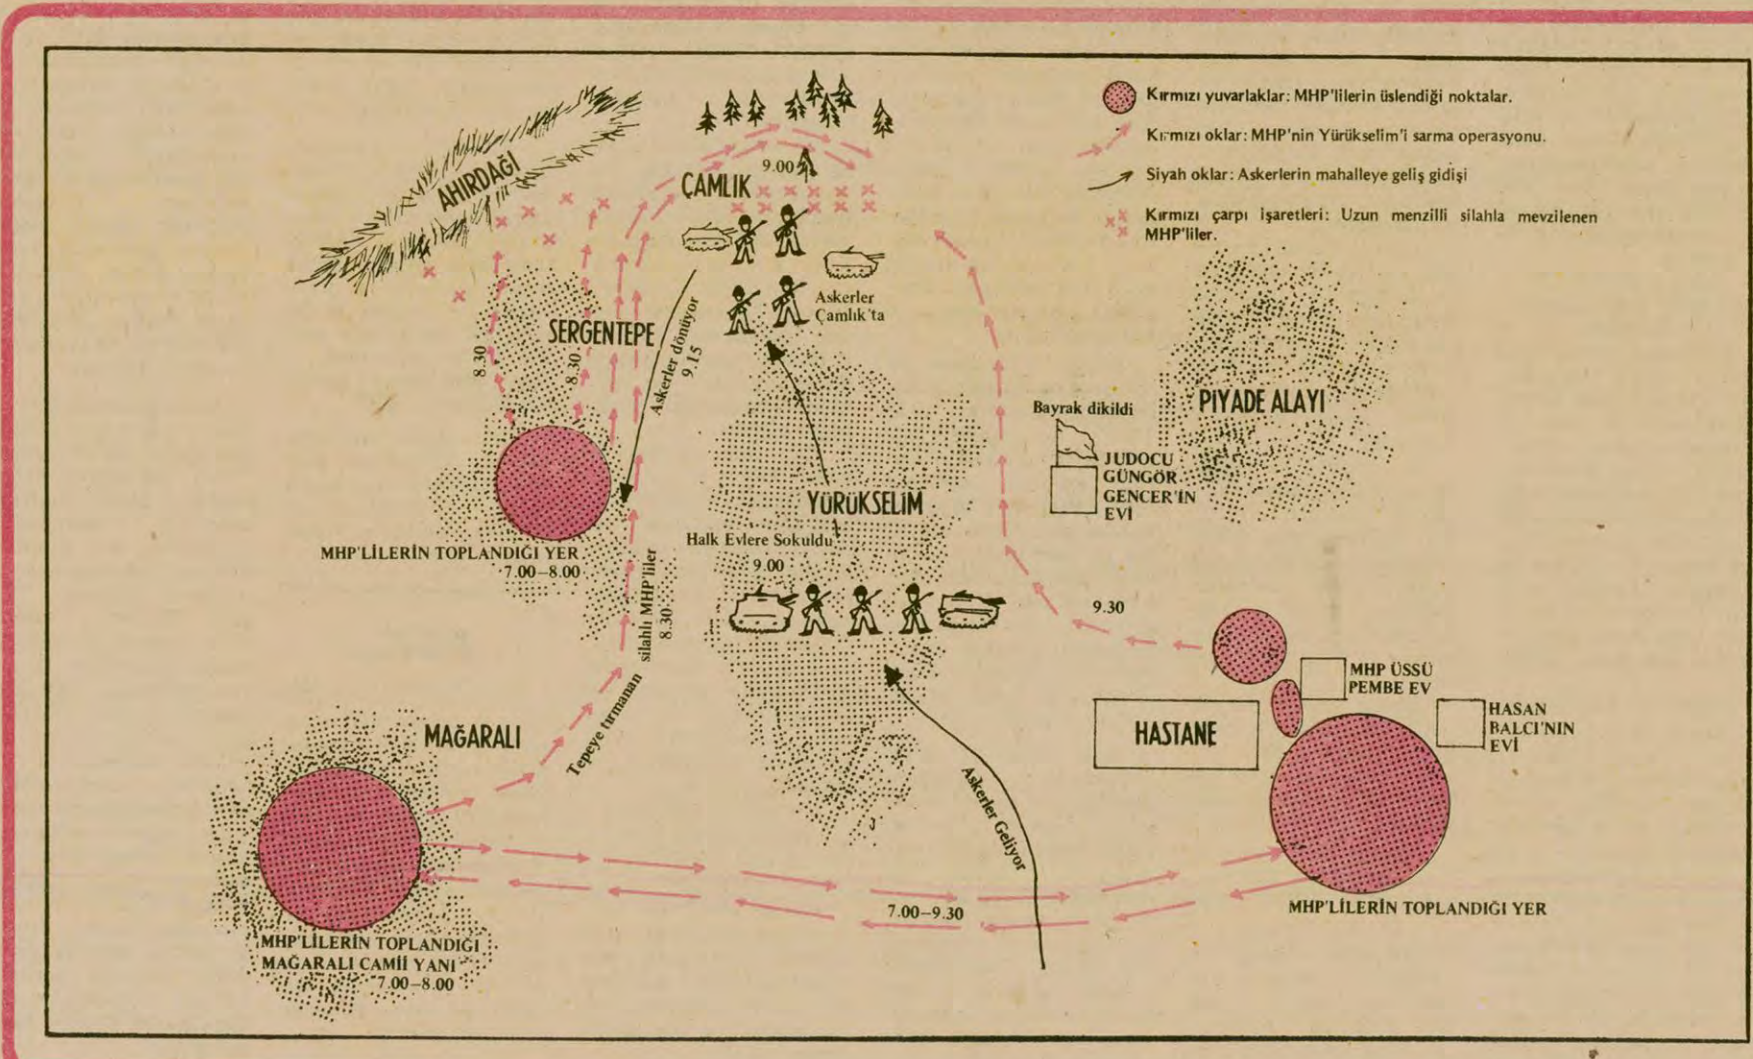 Kırmızı yuvarlaklar: MHP'lilerin üslendiği noktalar.
Kırmızı oklar: MHP'nin Yürükselim'i sarma operasyonu.
Siyah oklar: Askerlerin mahalleye geliş gidişi
Kırmızı çarpı işaretleri: Uzun menzilli silahla mevzilenen
MHP'liler.
AHIRDAĞI
ÇAMLIK
9.00
Askerler
Çamlık'ta
SERGENTEPE
8.30
8.30
Askerler dönüyor
9.15
Bayrak dikildi
PİYADE ALAYI
JUDOCU
GÜNGÖR
GENCER'İN
EVİ
YÜRÜKSELİM
Halk Evlere Sokuldu
9.00
MHP'LİLERİN TOPLANDIĞI YER
7.00–8.00
Tepeye tırmanan
silahlı MHP'liler
8.30
9.30
MHP ÜSSÜ
PEMBE EV
HASTANE
HASAN
BALCI'NIN
EVİ
MAĞARALI
Askerler Geliyor
7.00–9.30
MHP'LİLERİN TOPLANDIĞI YER
MHP'LİLERİN TOPLANDIĞI
MAĞARALI CAMİİ YANI
7.00–8.00